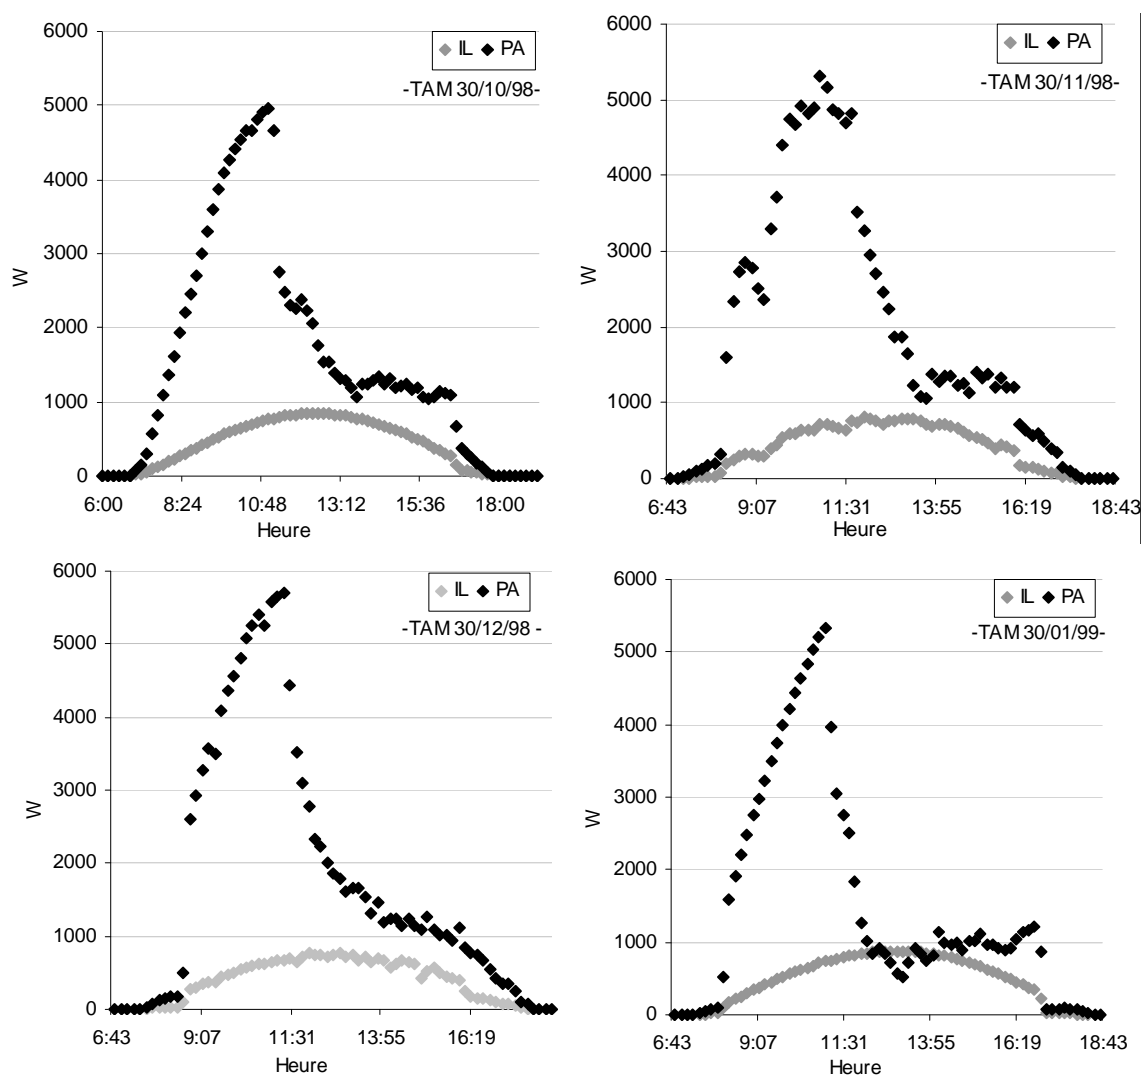 6000
IL PA
-TAM 30/10/98-
5000
4000
3000
2000
1000
0
W
6:00 8:24 10:48 13:12 15:36 18:00
Heure
6000
IL PA
-TAM 30/11/98-
5000
4000
3000
2000
1000
0
W
6:43 9:07 11:31 13:55 16:19 18:43
Heure
6000
IL PA
-TAM 30/12/98 -
5000
4000
3000
2000
1000
0
W
6:43 9:07 11:31 13:55 16:19
Heure
6000
IL PA
-TAM 30/01/99-
5000
4000
3000
2000
1000
0
W
6:43 9:07 11:31 13:55 16:19 18:43
Heure